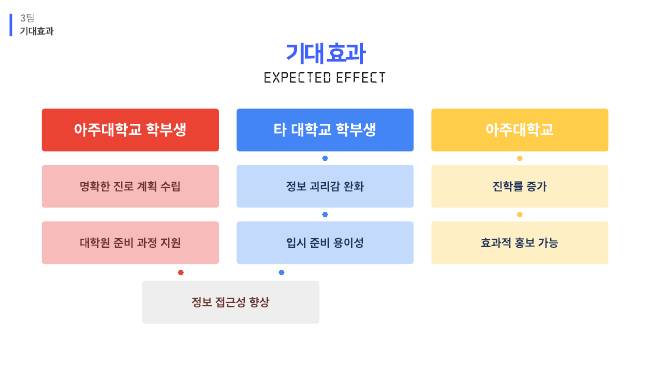 3팀
기대효과
기대효과
EXPECTED EFFECT
아주대학교 학부생
타 대학교 학부생
아주대학교
명확한 진로 계획 수립
정보 괴리감 완화
진학률 증가
대학원 준비 과정 지원
입시 준비 용이성
효과적 홍보 가능
정보 접근성 향상